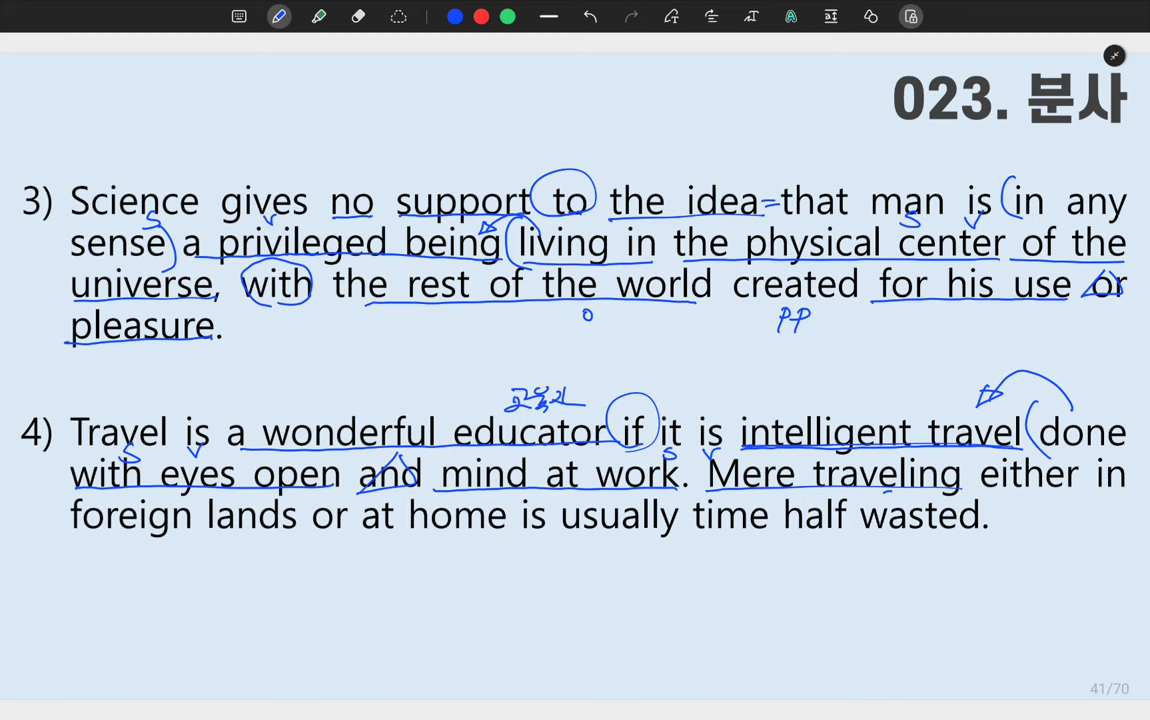 023. 분사
3) Science gives no support to the idea = that man is (in any
S V S V
sense) a privileged being (living in the physical center of the
universe, with the rest of the world created for his use or
O PP
pleasure.
교육자
4) Travel is a wonderful educator if it is intelligent travel (done
S V S V
with eyes open and mind at work. Mere traveling either in
foreign lands or at home is usually time half wasted.
41/70